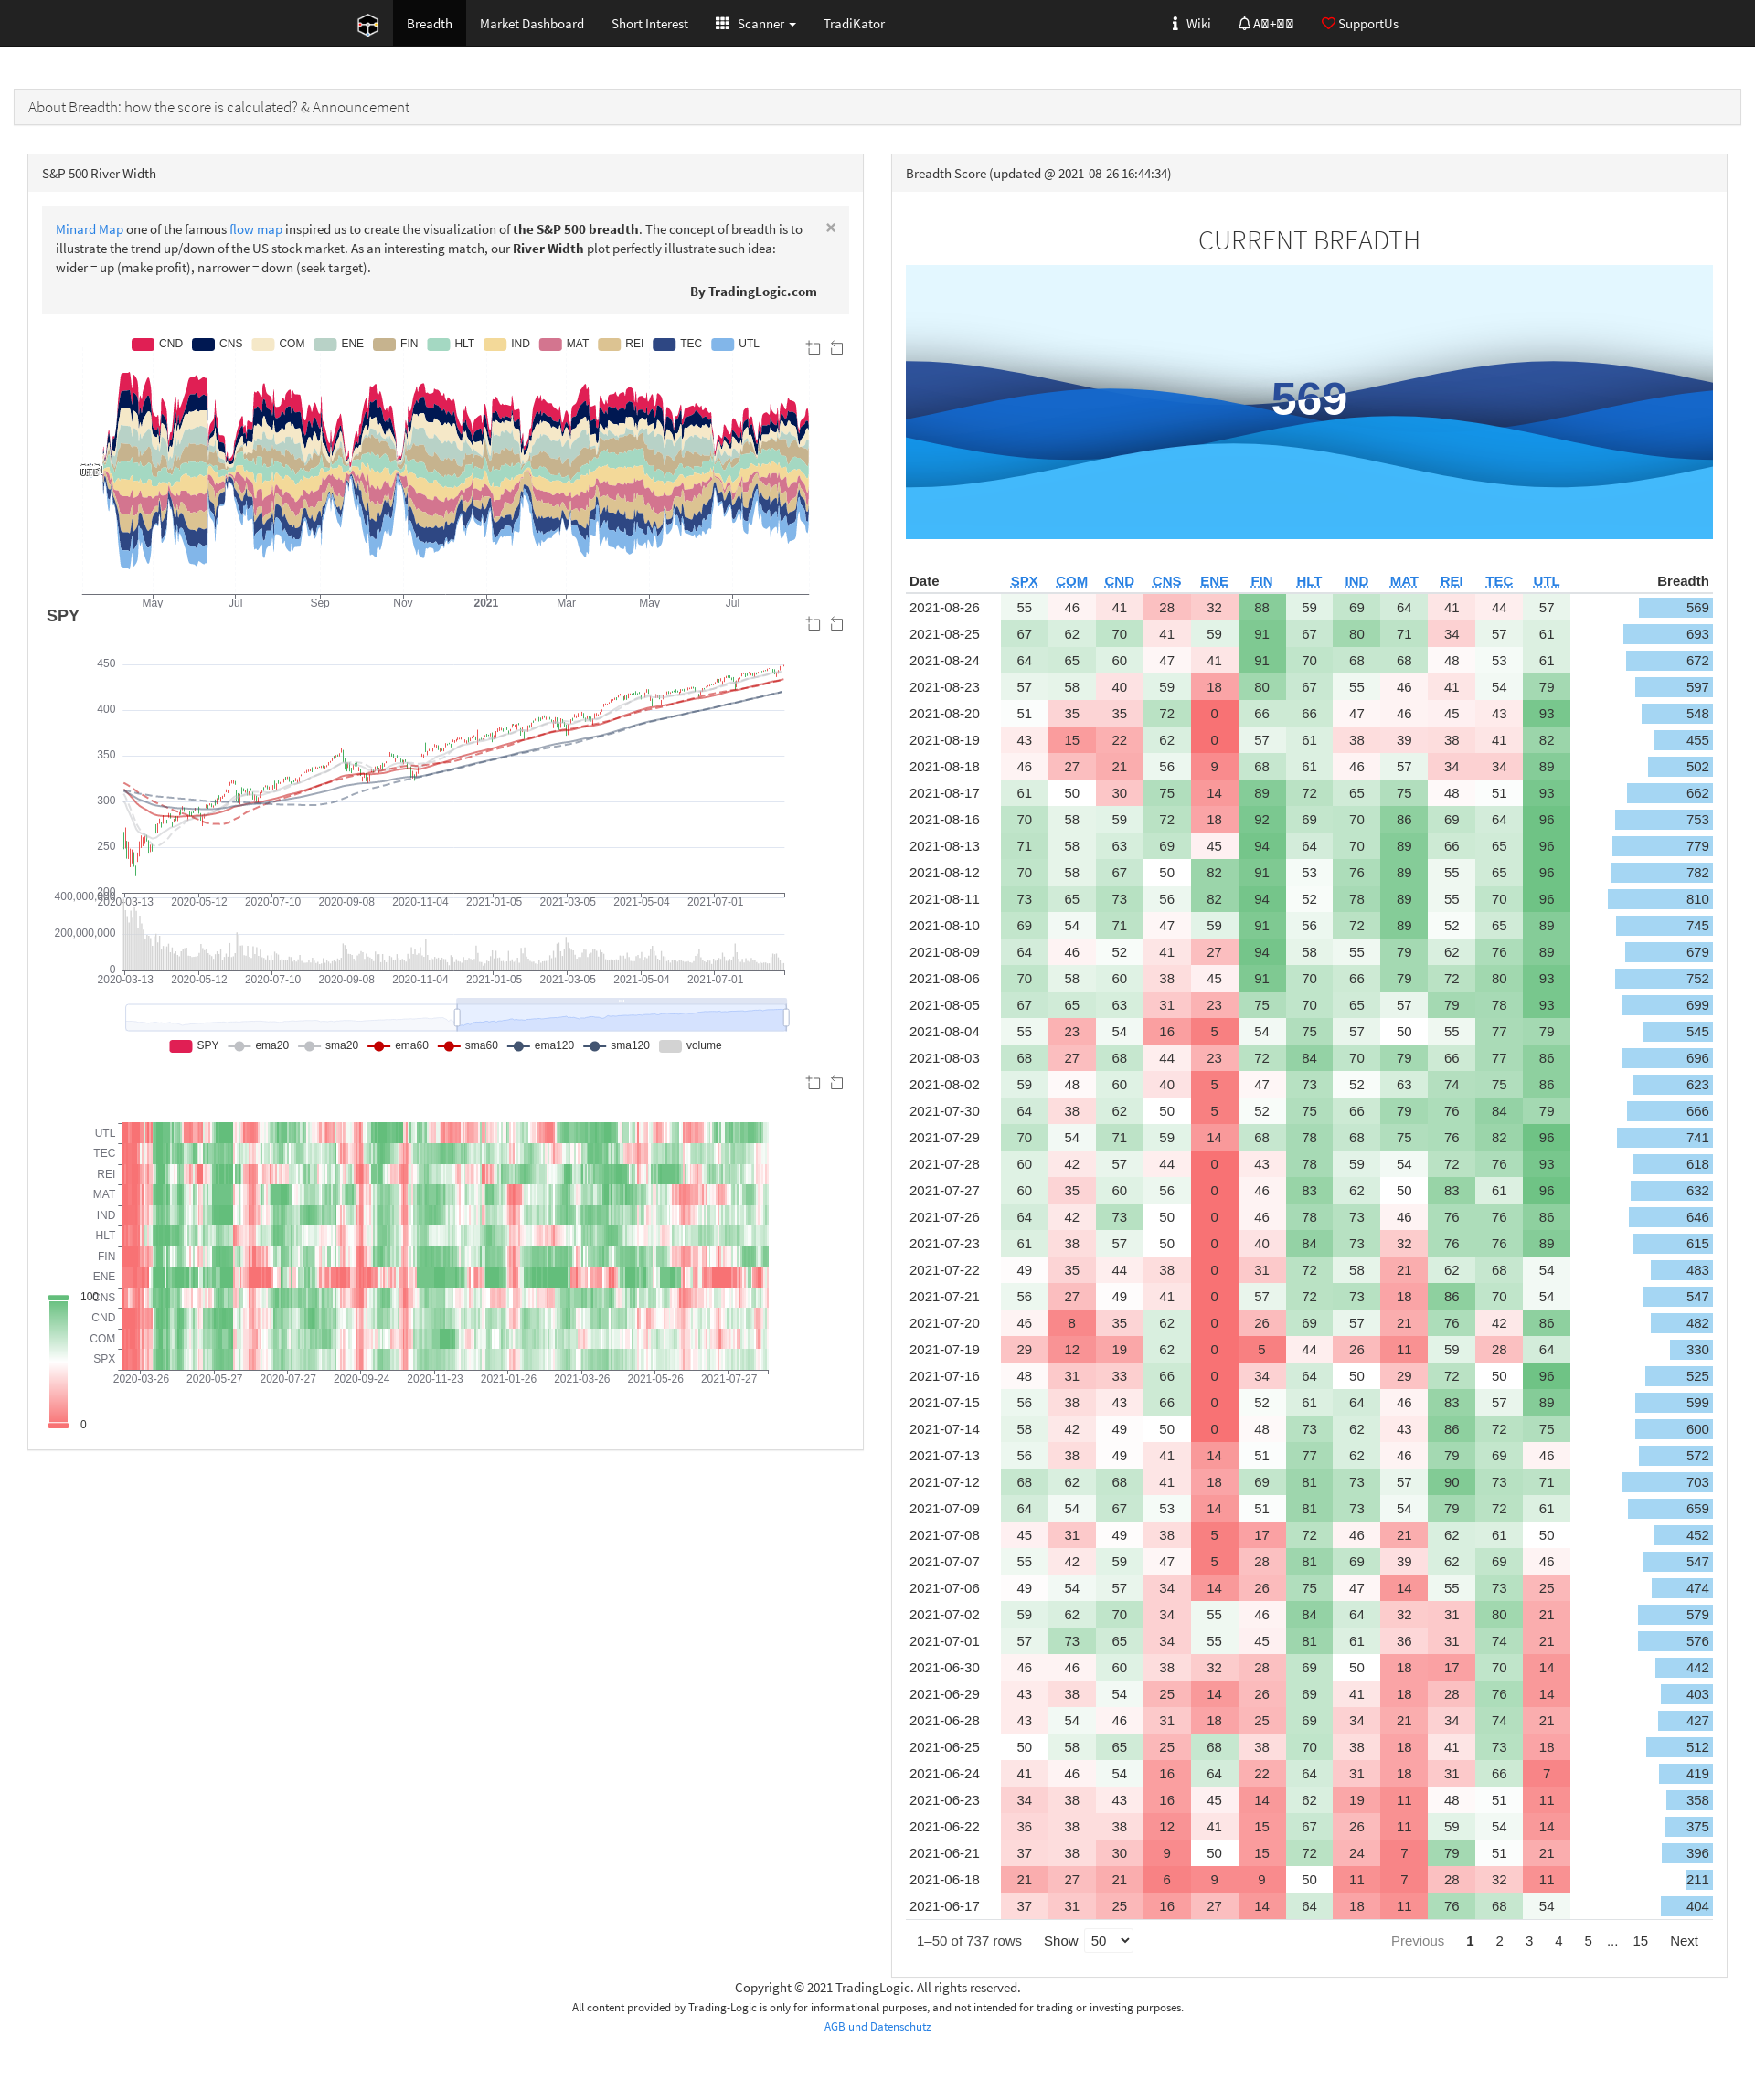 Breadth Market Dashboard Short Interest Scanner TradiKator Wiki SupportUs
About Breadth: how the score is calculated? & Announcement
S&P 500 River Width
Minard Map one of the famous flow map inspired us to create the visualization of the S&P 500 breadth. The concept of breadth is to
illustrate the trend up/down of the US stock market. As an interesting match, our River Width plot perfectly illustrate such idea:
wider = up (make profit), narrower = down (seek target).
×
By TradingLogic.com
CND CNS COM ENE FIN HLT IND MAT REI TEC UTL
UTL
May Jul Sep Nov 2021 Mar May Jul
SPY
450
400
350
300
250
200
2020-03-13 2020-05-12 2020-07-10 2020-09-08 2020-11-04 2021-01-05 2021-03-05 2021-05-04 2021-07-01
400,000,000
200,000,000
0
2020-03-13 2020-05-12 2020-07-10 2020-09-08 2020-11-04 2021-01-05 2021-03-05 2021-05-04 2021-07-01
SPY ema20 sma20 ema60 sma60 ema120 sma120 volume
UTL
TEC
REI
MAT
IND
HLT
FIN
ENE
CNS
CND
COM
SPX
2020-03-26 2020-05-27 2020-07-27 2020-09-24 2020-11-23 2021-01-26 2021-03-26 2021-05-26 2021-07-27
100
0
Breadth Score (updated @ 2021-08-26 16:44:34)
CURRENT BREADTH
569
Date SPX COM CND CNS ENE FIN HLT IND MAT REI TEC UTL Breadth
2021-08-26 55 46 41 28 32 88 59 69 64 41 44 57 569
2021-08-25 67 62 70 41 59 91 67 80 71 34 57 61 693
2021-08-24 64 65 60 47 41 91 70 68 68 48 53 61 672
2021-08-23 57 58 40 59 18 80 67 55 46 41 54 79 597
2021-08-20 51 35 35 72 0 66 66 47 46 45 43 93 548
2021-08-19 43 15 22 62 0 57 61 38 39 38 41 82 455
2021-08-18 46 27 21 56 9 68 61 46 57 34 34 89 502
2021-08-17 61 50 30 75 14 89 72 65 75 48 51 93 662
2021-08-16 70 58 59 72 18 92 69 70 86 69 64 96 753
2021-08-13 71 58 63 69 45 94 64 70 89 66 65 96 779
2021-08-12 70 58 67 50 82 91 53 76 89 55 65 96 782
2021-08-11 73 65 73 56 82 94 52 78 89 55 70 96 810
2021-08-10 69 54 71 47 59 91 56 72 89 52 65 89 745
2021-08-09 64 46 52 41 27 94 58 55 79 62 76 89 679
2021-08-06 70 58 60 38 45 91 70 66 79 72 80 93 752
2021-08-05 67 65 63 31 23 75 70 65 57 79 78 93 699
2021-08-04 55 23 54 16 5 54 75 57 50 55 77 79 545
2021-08-03 68 27 68 44 23 72 84 70 79 66 77 86 696
2021-08-02 59 48 60 40 5 47 73 52 63 74 75 86 623
2021-07-30 64 38 62 50 5 52 75 66 79 76 84 79 666
2021-07-29 70 54 71 59 14 68 78 68 75 76 82 96 741
2021-07-28 60 42 57 44 0 43 78 59 54 72 76 93 618
2021-07-27 60 35 60 56 0 46 83 62 50 83 61 96 632
2021-07-26 64 42 73 50 0 46 78 73 46 76 76 86 646
2021-07-23 61 38 57 50 0 40 84 73 32 76 76 89 615
2021-07-22 49 35 44 38 0 31 72 58 21 62 68 54 483
2021-07-21 56 27 49 41 0 57 72 73 18 86 70 54 547
2021-07-20 46 8 35 62 0 26 69 57 21 76 42 86 482
2021-07-19 29 12 19 62 0 5 44 26 11 59 28 64 330
2021-07-16 48 31 33 66 0 34 64 50 29 72 50 96 525
2021-07-15 56 38 43 66 0 52 61 64 46 83 57 89 599
2021-07-14 58 42 49 50 0 48 73 62 43 86 72 75 600
2021-07-13 56 38 49 41 14 51 77 62 46 79 69 46 572
2021-07-12 68 62 68 41 18 69 81 73 57 90 73 71 703
2021-07-09 64 54 67 53 14 51 81 73 54 79 72 61 659
2021-07-08 45 31 49 38 5 17 72 46 21 62 61 50 452
2021-07-07 55 42 59 47 5 28 81 69 39 62 69 46 547
2021-07-06 49 54 57 34 14 26 75 47 14 55 73 25 474
2021-07-02 59 62 70 34 55 46 84 64 32 31 80 21 579
2021-07-01 57 73 65 34 55 45 81 61 36 31 74 21 576
2021-06-30 46 46 60 38 32 28 69 50 18 17 70 14 442
2021-06-29 43 38 54 25 14 26 69 41 18 28 76 14 403
2021-06-28 43 54 46 31 18 25 69 34 21 34 74 21 427
2021-06-25 50 58 65 25 68 38 70 38 18 41 73 18 512
2021-06-24 41 46 54 16 64 22 64 31 18 31 66 7 419
2021-06-23 34 38 43 16 45 14 62 19 11 48 51 11 358
2021-06-22 36 38 38 12 41 15 67 26 11 59 54 14 375
2021-06-21 37 38 30 9 50 15 72 24 7 79 51 21 396
2021-06-18 21 27 21 6 9 9 50 11 7 28 32 11 211
2021-06-17 37 31 25 16 27 14 64 18 11 76 68 54 404
1–50 of 737 rows Show 50 Previous 1 2 3 4 5 ... 15 Next
Copyright © 2021 TradingLogic. All rights reserved.
All content provided by Trading-Logic is only for informational purposes, and not intended for trading or investing purposes.
AGB und Datenschutz